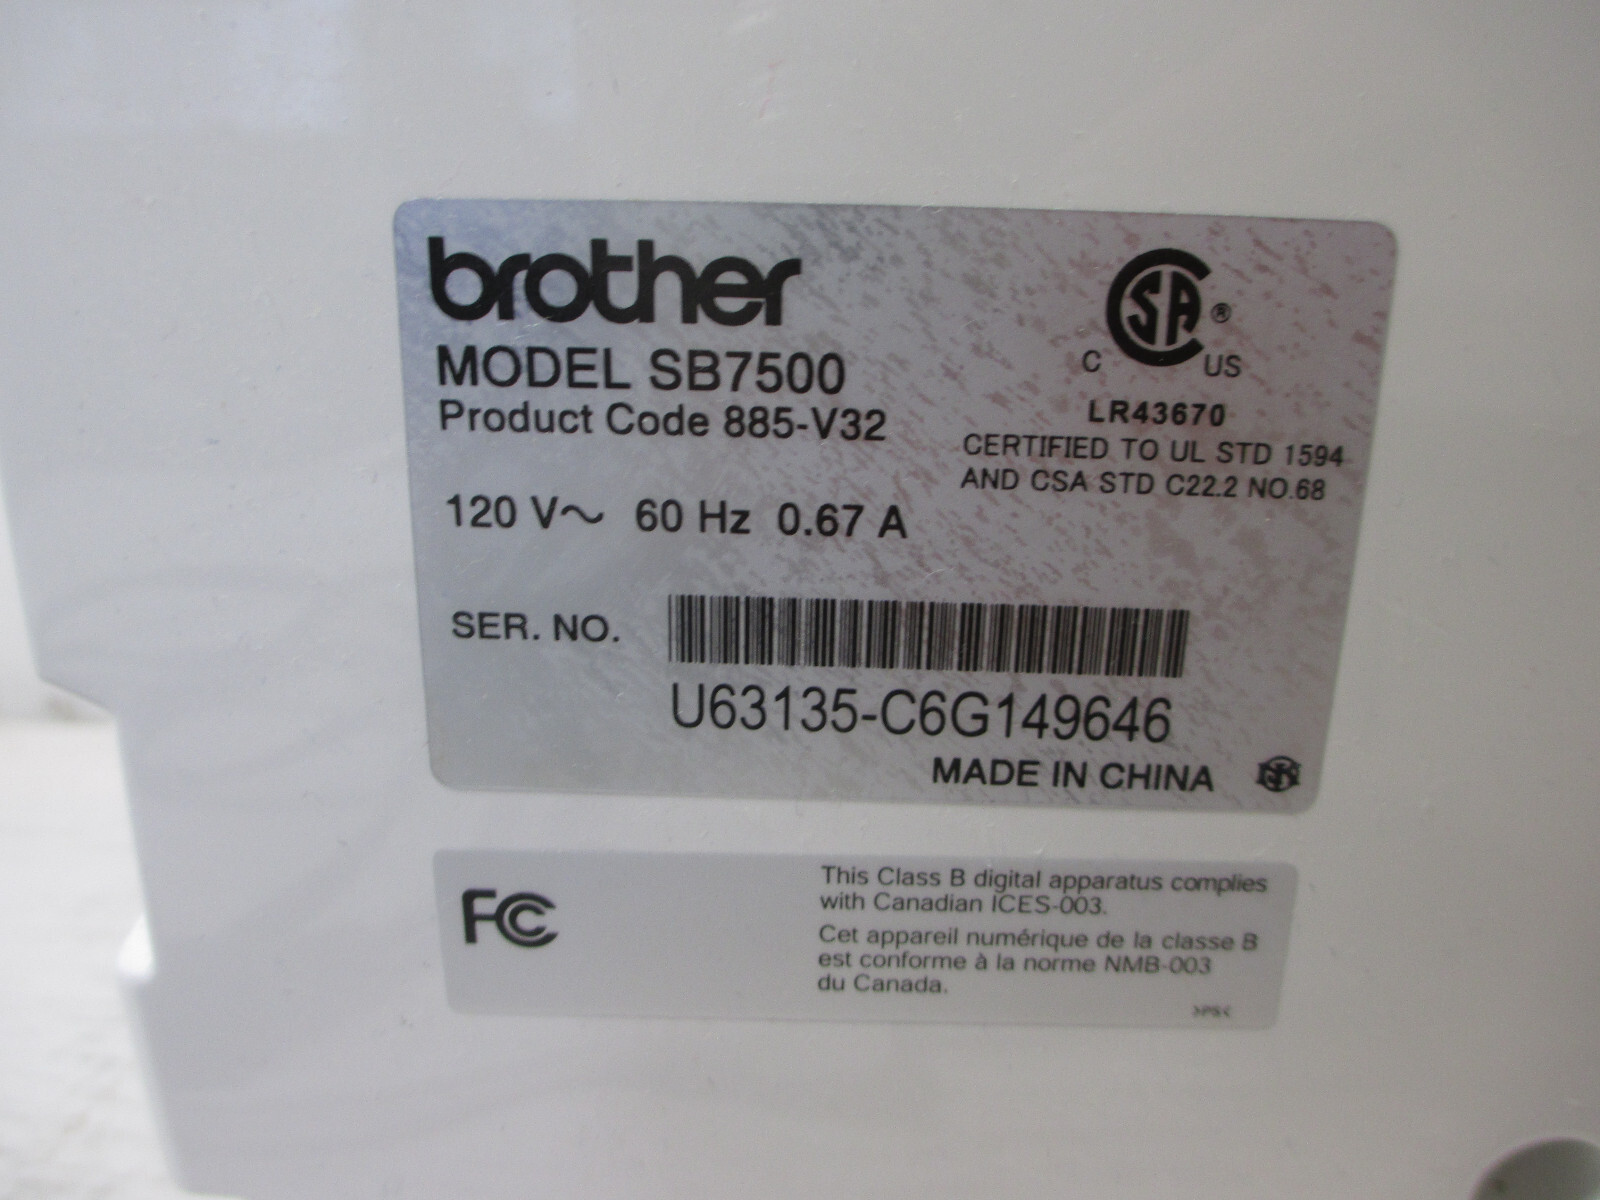 brother
MODEL SB7500
Product Code 885-V32
120 V~ 60 Hz 0.67 A
CSA®
C US
LR43670
CERTIFIED TO UL STD 1594
AND CSA STD C22.2 NO.68
SER. NO.
U63135-C6G149646
MADE IN CHINA
FC
This Class B digital apparatus complies
with Canadian ICES-003.
Cet appareil numérique de la classe B
est conforme à la norme NMB-003
du Canada.
>PS<